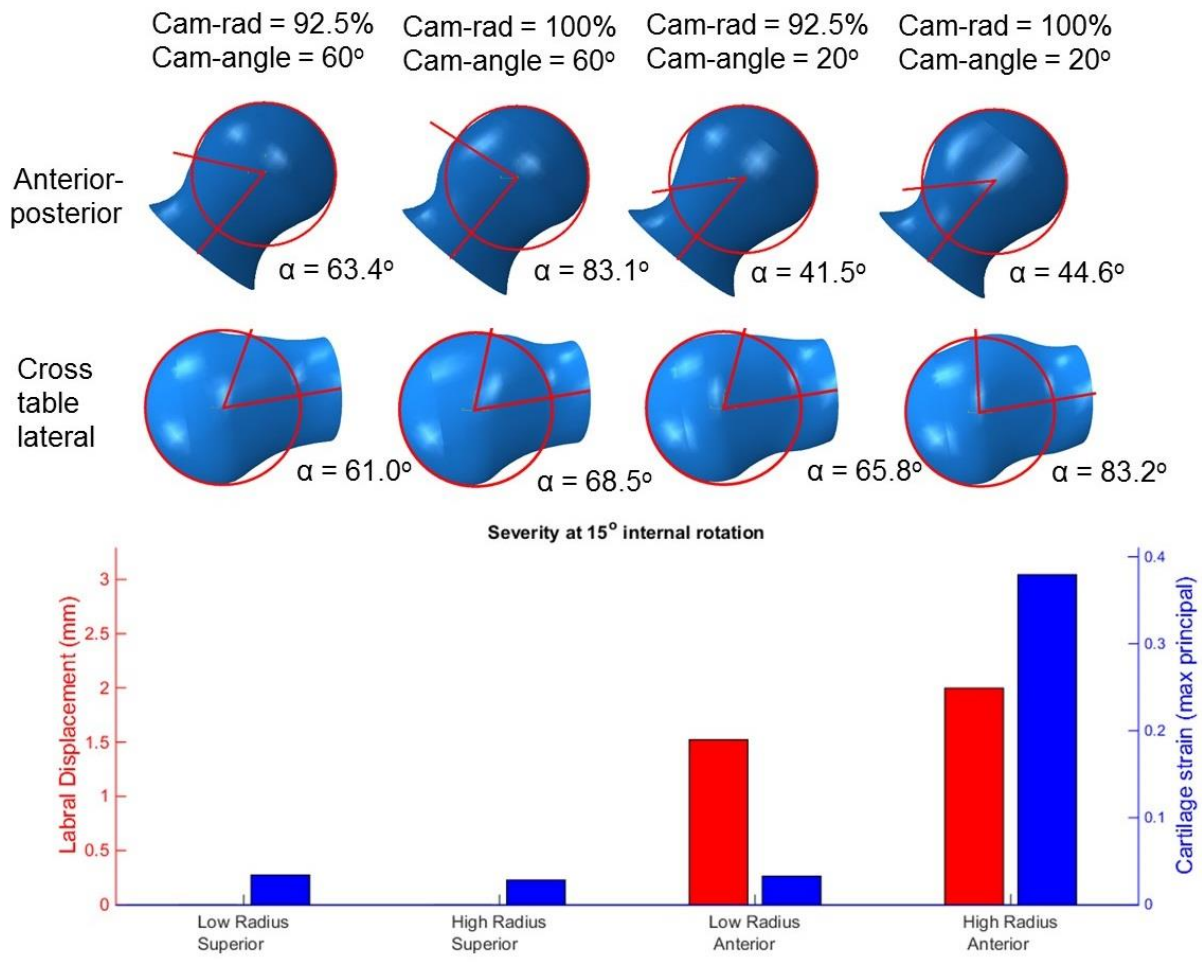 Cam-rad = 92.5%
Cam-angle = 60°
Cam-rad = 100%
Cam-angle = 60°
Cam-rad = 92.5%
Cam-angle = 20°
Cam-rad = 100%
Cam-angle = 20°
Anterior-
posterior
α = 63.4°
α = 83.1°
α = 41.5°
α = 44.6°
Cross
table
lateral
α = 61.0°
α = 68.5°
α = 65.8°
α = 83.2°
Severity at 15° internal rotation
Labral Displacement (mm)
3
2.5
2
1.5
1
0.5
0
Cartilage strain (max principal)
0.4
0.3
0.2
0.1
0
Low Radius
Superior
High Radius
Superior
Low Radius
Anterior
High Radius
Anterior